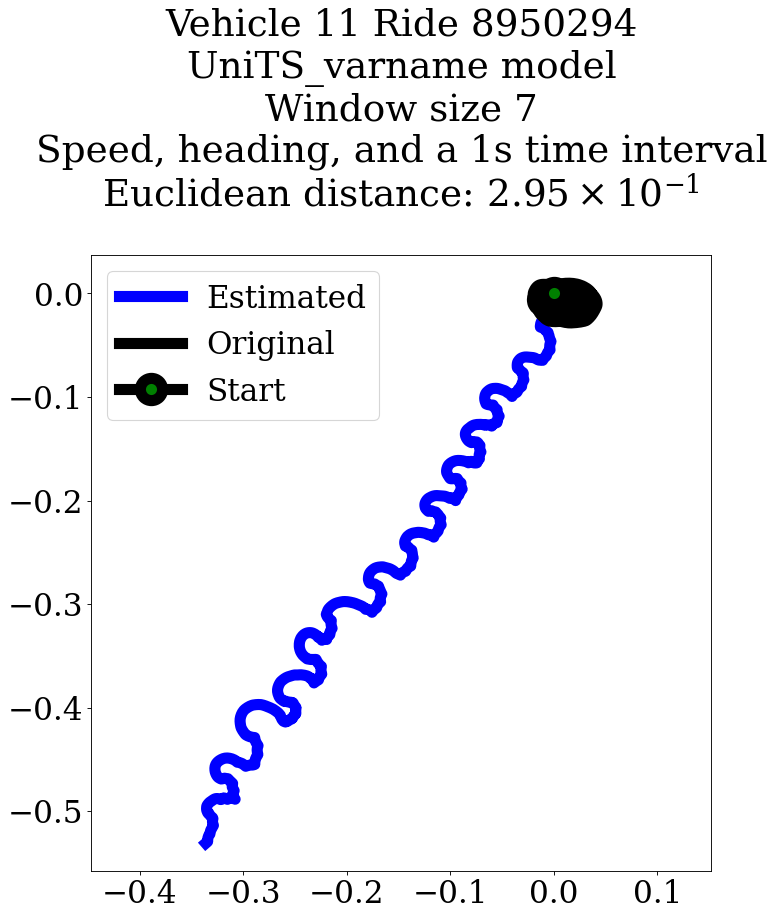 Vehicle 11 Ride 8950294
UniTS_varname model
Window size 7
Speed, heading, and a 1s time interval
Euclidean distance: 2.95 × 10⁻¹
Estimated
Original
Start
0.0
−0.1
−0.2
−0.3
−0.4
−0.5
−0.4 −0.3 −0.2 −0.1 0.0 0.1